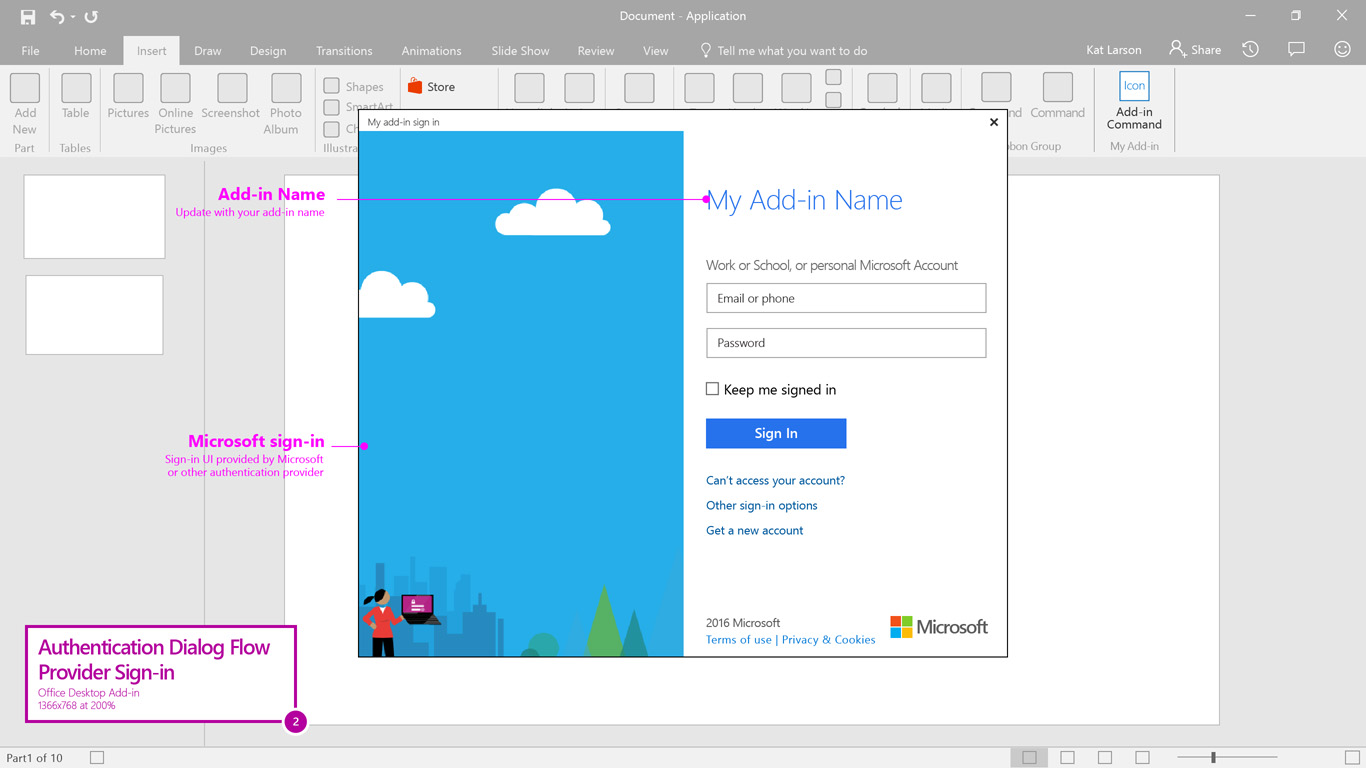 Document - Application
File Home Insert Draw Design Transitions Animations Slide Show Review View Tell me what you want to do Kat Larson Share
Add New
Table
Pictures
Online Pictures
Screenshot
Photo Album
Shapes
SmartArt
Store
Command
Icon
Add-in Command
Part
Tables
Images
My Add-in
My add-in sign in
Add-in Name
Update with your add-in name
My Add-in Name
Work or School, or personal Microsoft Account
Email or phone
Password
Keep me signed in
Sign In
Microsoft sign-in
Sign-in UI provided by Microsoft
or other authentication provider
Can't access your account?
Other sign-in options
Get a new account
2016 Microsoft
Terms of use | Privacy & Cookies
Microsoft
Authentication Dialog Flow
Provider Sign-in
Office Desktop Add-in
1366x768 at 200%
2
Part1 of 10